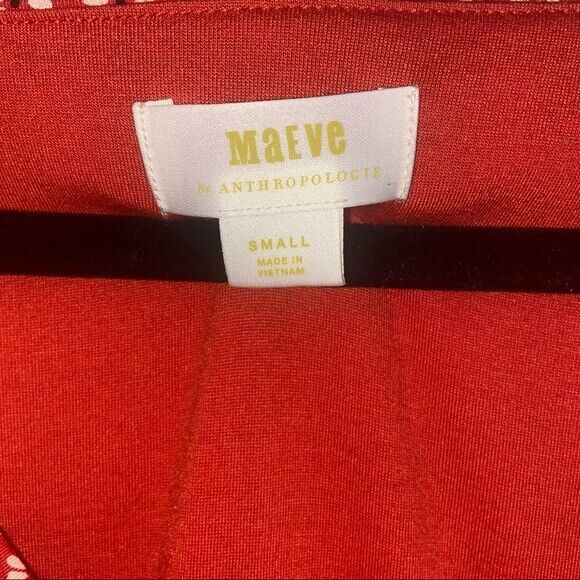 MaEVe
by ANTHROPOLOGIE
SMALL
MADE IN
VIETNAM